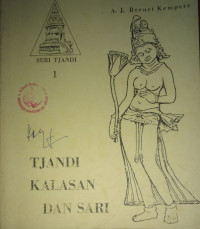 A. J. Bernet Kempers
SERI TJANDI
1
TJANDI
KALASAN
DAN SARI